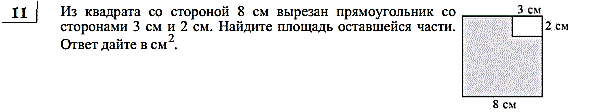 11
Из квадрата со стороной 8 см вырезан прямоугольник со
сторонами 3 см и 2 см. Найдите площадь оставшейся части.
Ответ дайте в см².
3 см
2 см
8 см